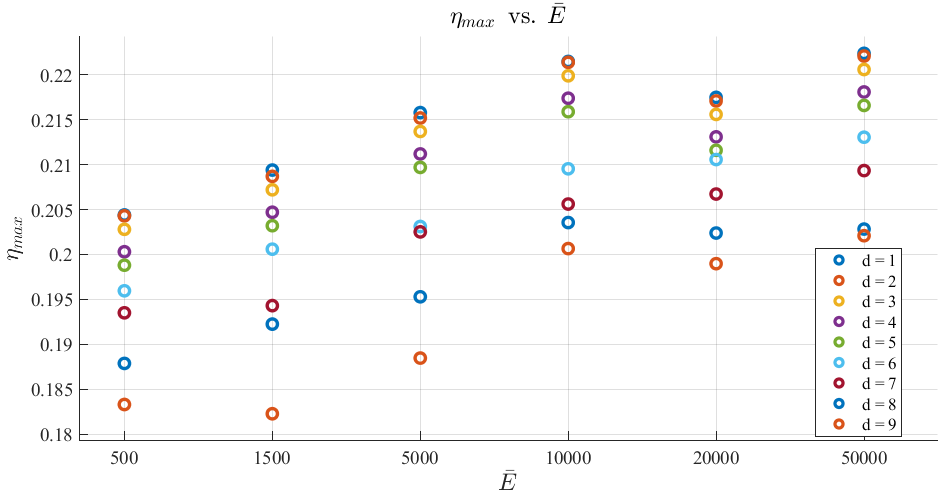 η_max vs. Ē
η_max
0.22
0.215
0.21
0.205
0.2
0.195
0.19
0.185
0.18
500 1500 5000 10000 20000 50000
Ē
d = 1
d = 2
d = 3
d = 4
d = 5
d = 6
d = 7
d = 8
d = 9